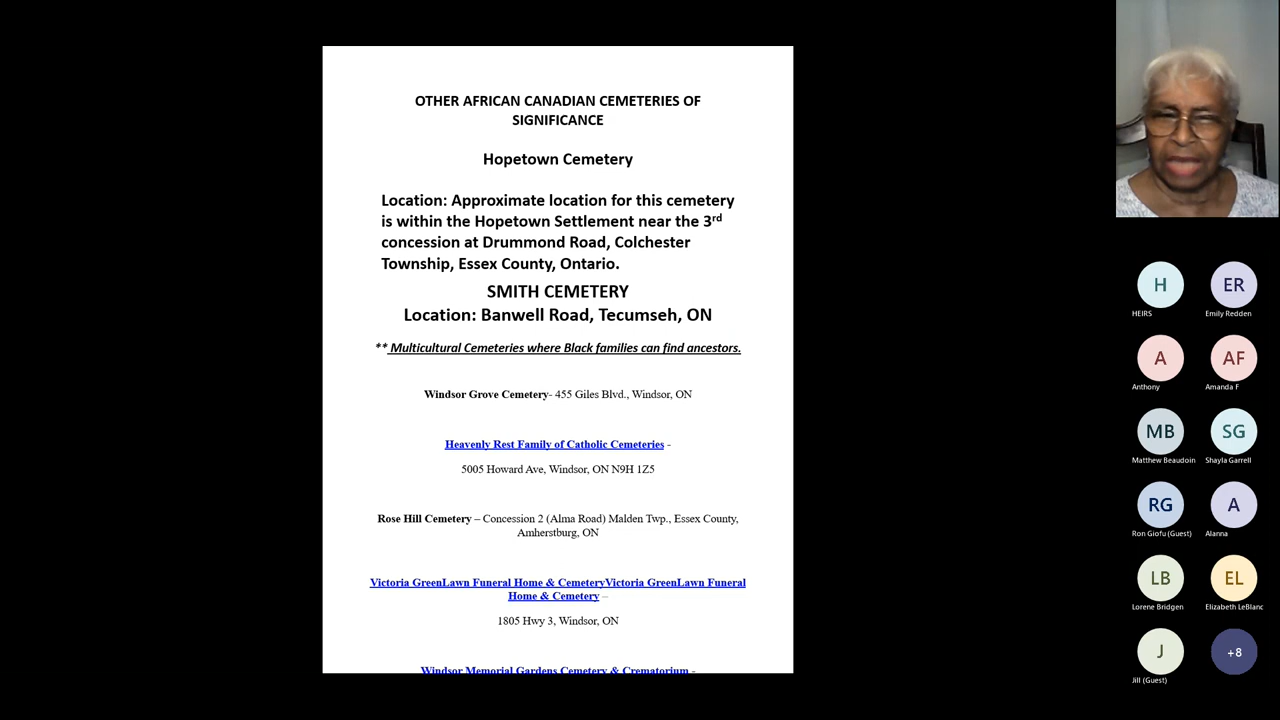 OTHER AFRICAN CANADIAN CEMETERIES OF
SIGNIFICANCE
Hopetown Cemetery
Location: Approximate location for this cemetery
is within the Hopetown Settlement near the 3rd
concession at Drummond Road, Colchester
Township, Essex County, Ontario.
SMITH CEMETERY
Location: Banwell Road, Tecumseh, ON
** Multicultural Cemeteries where Black families can find ancestors.
Windsor Grove Cemetery- 455 Giles Blvd., Windsor, ON
Heavenly Rest Family of Catholic Cemeteries -
5005 Howard Ave, Windsor, ON N9H 1Z5
Rose Hill Cemetery – Concession 2 (Alma Road) Malden Twp., Essex County,
Amherstburg, ON
Victoria GreenLawn Funeral Home & CemeteryVictoria GreenLawn Funeral
Home & Cemetery –
1805 Hwy 3, Windsor, ON
Windsor Memorial Gardens Cemetery & Crematorium -
H
HEIRS
ER
Emily Redden
A
Anthony
AF
Amanda F
MB
Matthew Beaudoin
SG
Shayla Garrell
RG
Ron Giofu (Guest)
A
Alanna
LB
Lorene Bridgen
EL
Elizabeth LeBlanc
J
Jill (Guest)
+8